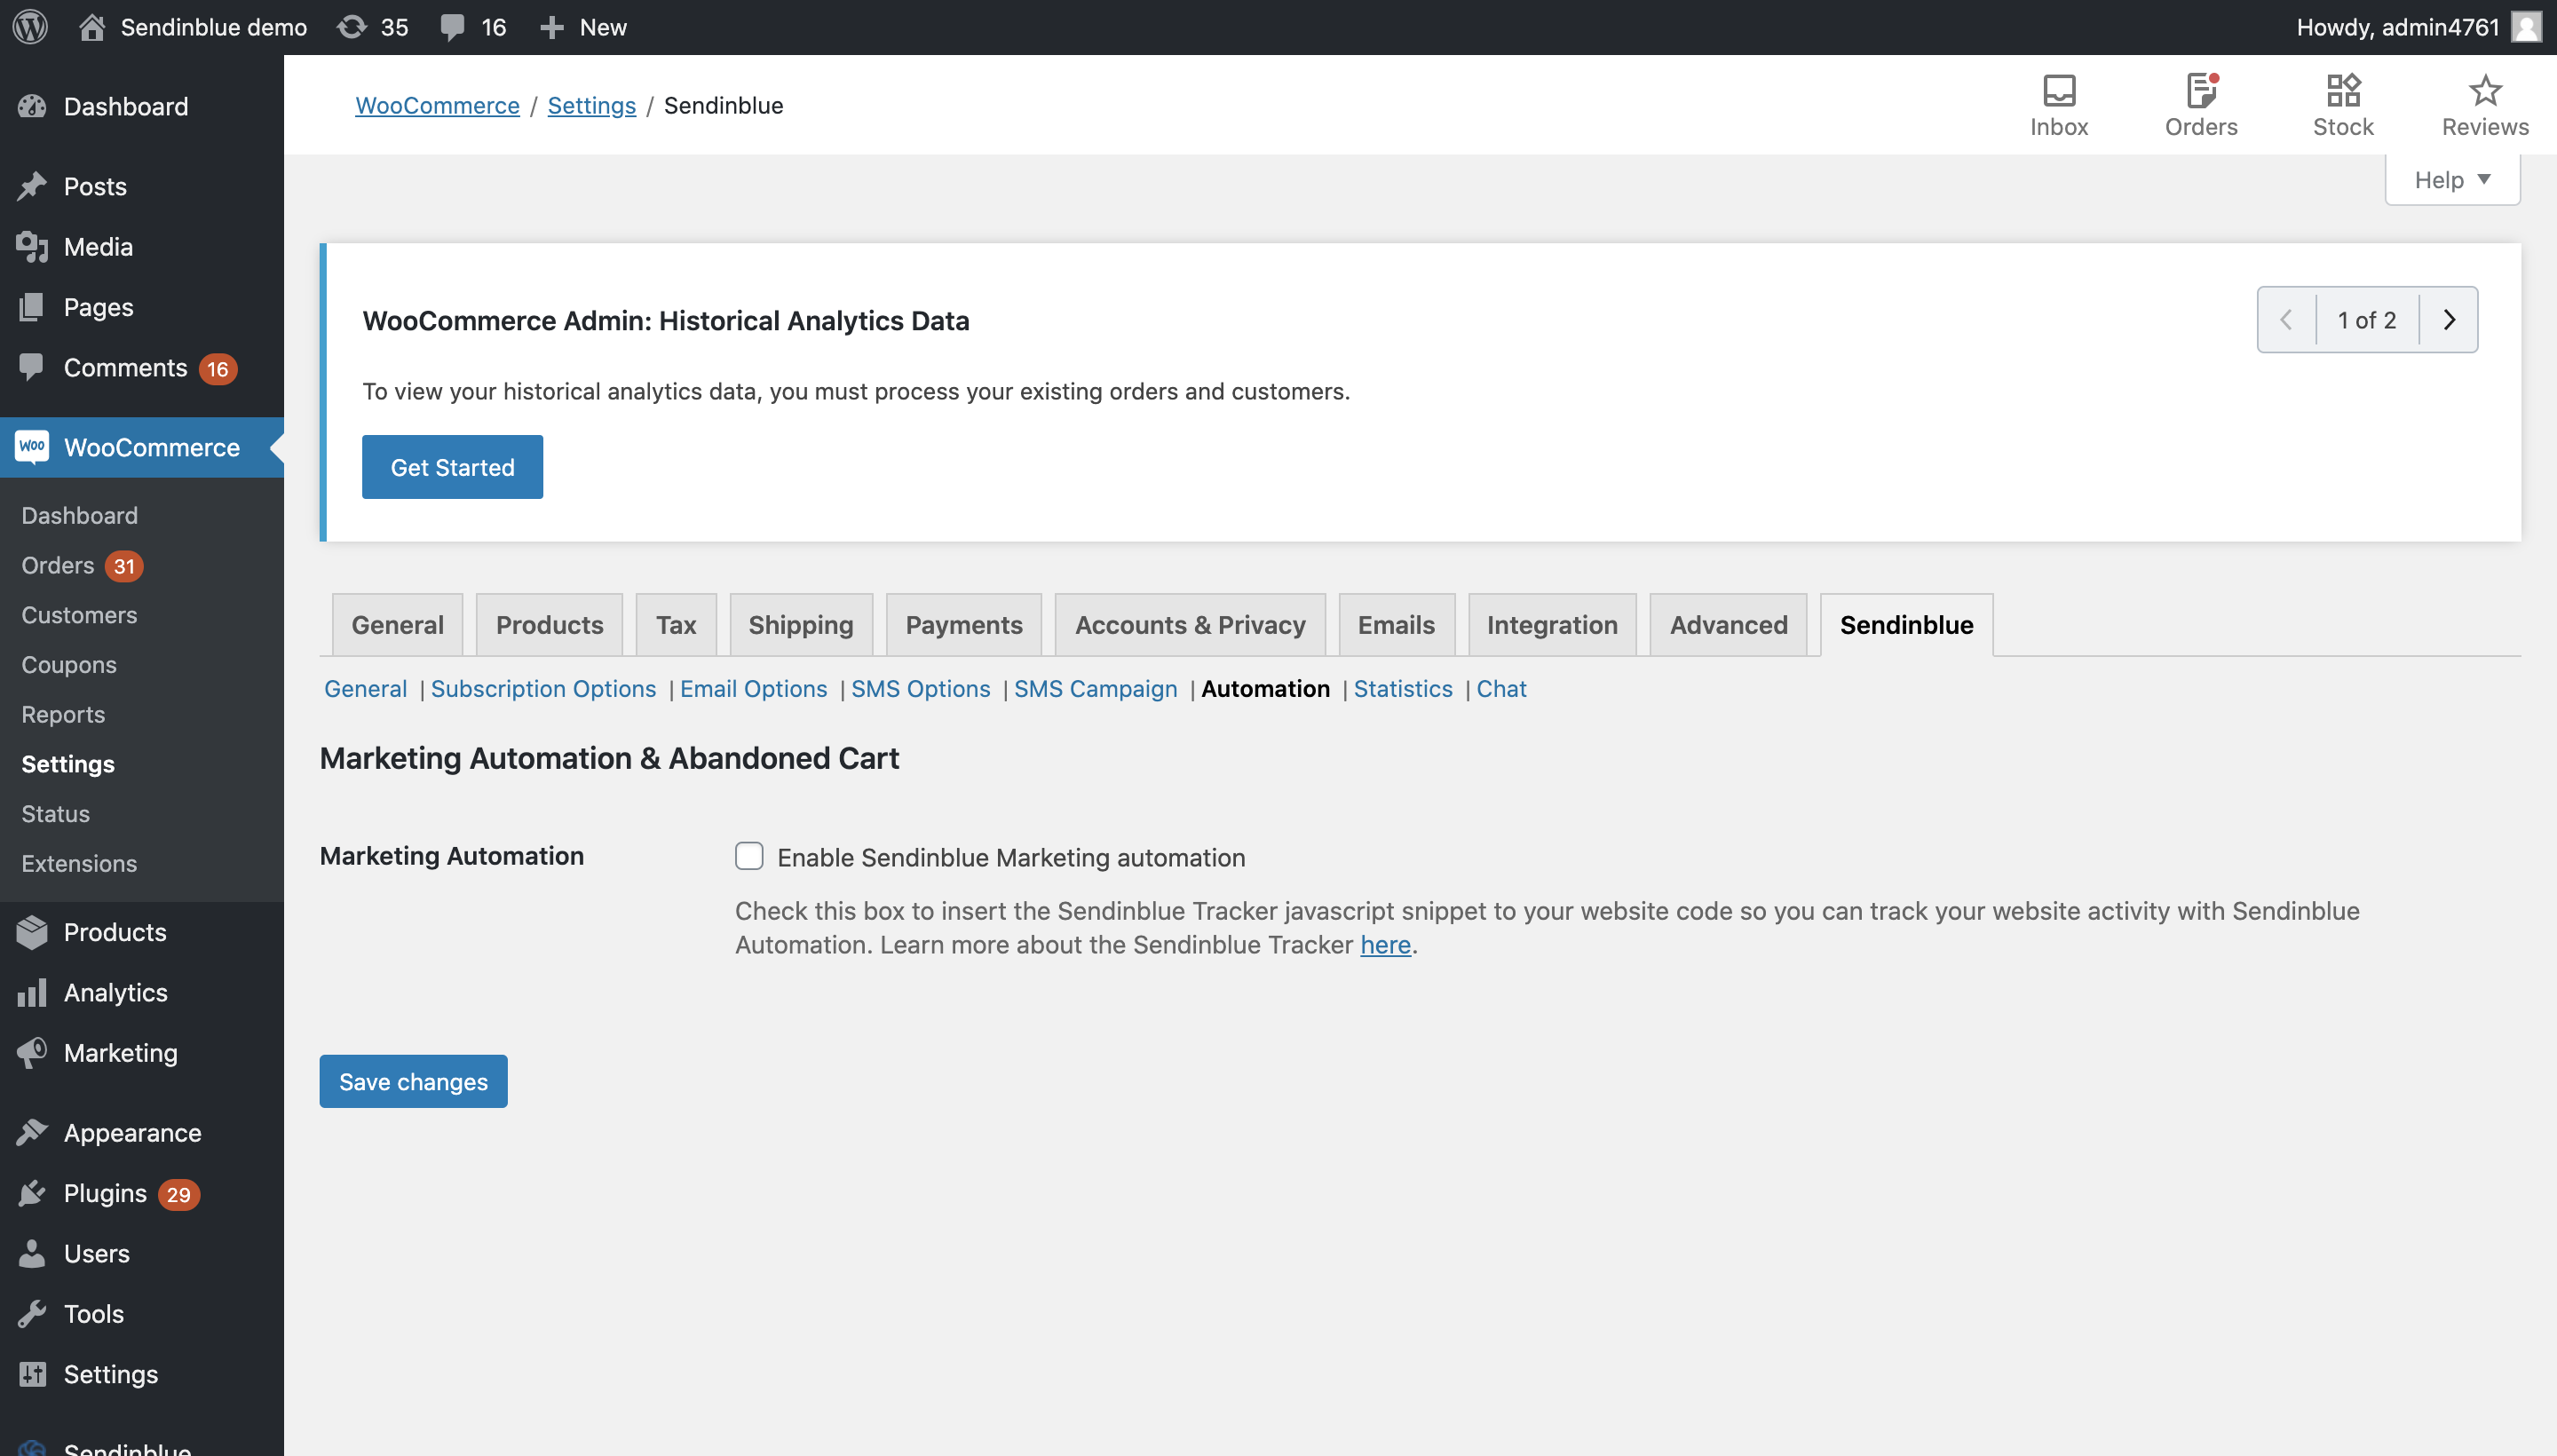 Sendinblue demo 35 16 New Howdy, admin4761
Dashboard
Posts
Media
Pages
Comments 16
Woo WooCommerce
Dashboard
Orders 31
Customers
Coupons
Reports
Settings
Status
Extensions
Products
Analytics
Marketing
Appearance
Plugins 29
Users
Tools
Settings
Sendinblue
WooCommerce / Settings / Sendinblue
Inbox Orders Stock Reviews
Help
WooCommerce Admin: Historical Analytics Data
1 of 2
To view your historical analytics data, you must process your existing orders and customers.
Get Started
General Products Tax Shipping Payments Accounts & Privacy Emails Integration Advanced Sendinblue
General | Subscription Options | Email Options | SMS Options | SMS Campaign | Automation | Statistics | Chat
Marketing Automation & Abandoned Cart
Marketing Automation Enable Sendinblue Marketing automation
Check this box to insert the Sendinblue Tracker javascript snippet to your website code so you can track your website activity with Sendinblue
Automation. Learn more about the Sendinblue Tracker here.
Save changes